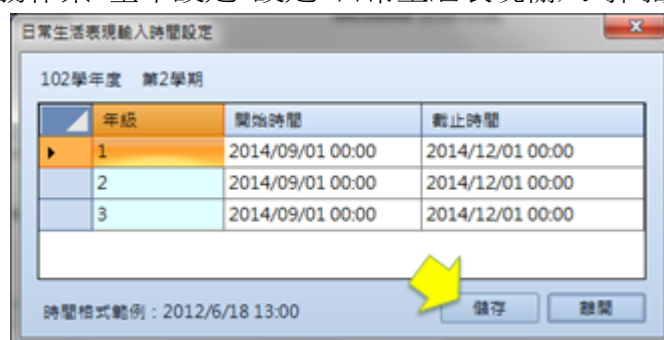 日常生活表現輸入時間設定
102學年度 第2學期
年級 開始時間 截止時間
1 2014/09/01 00:00 2014/12/01 00:00
2 2014/09/01 00:00 2014/12/01 00:00
3 2014/09/01 00:00 2014/12/01 00:00
時間格式範例：2012/6/18 13:00 儲存 離開